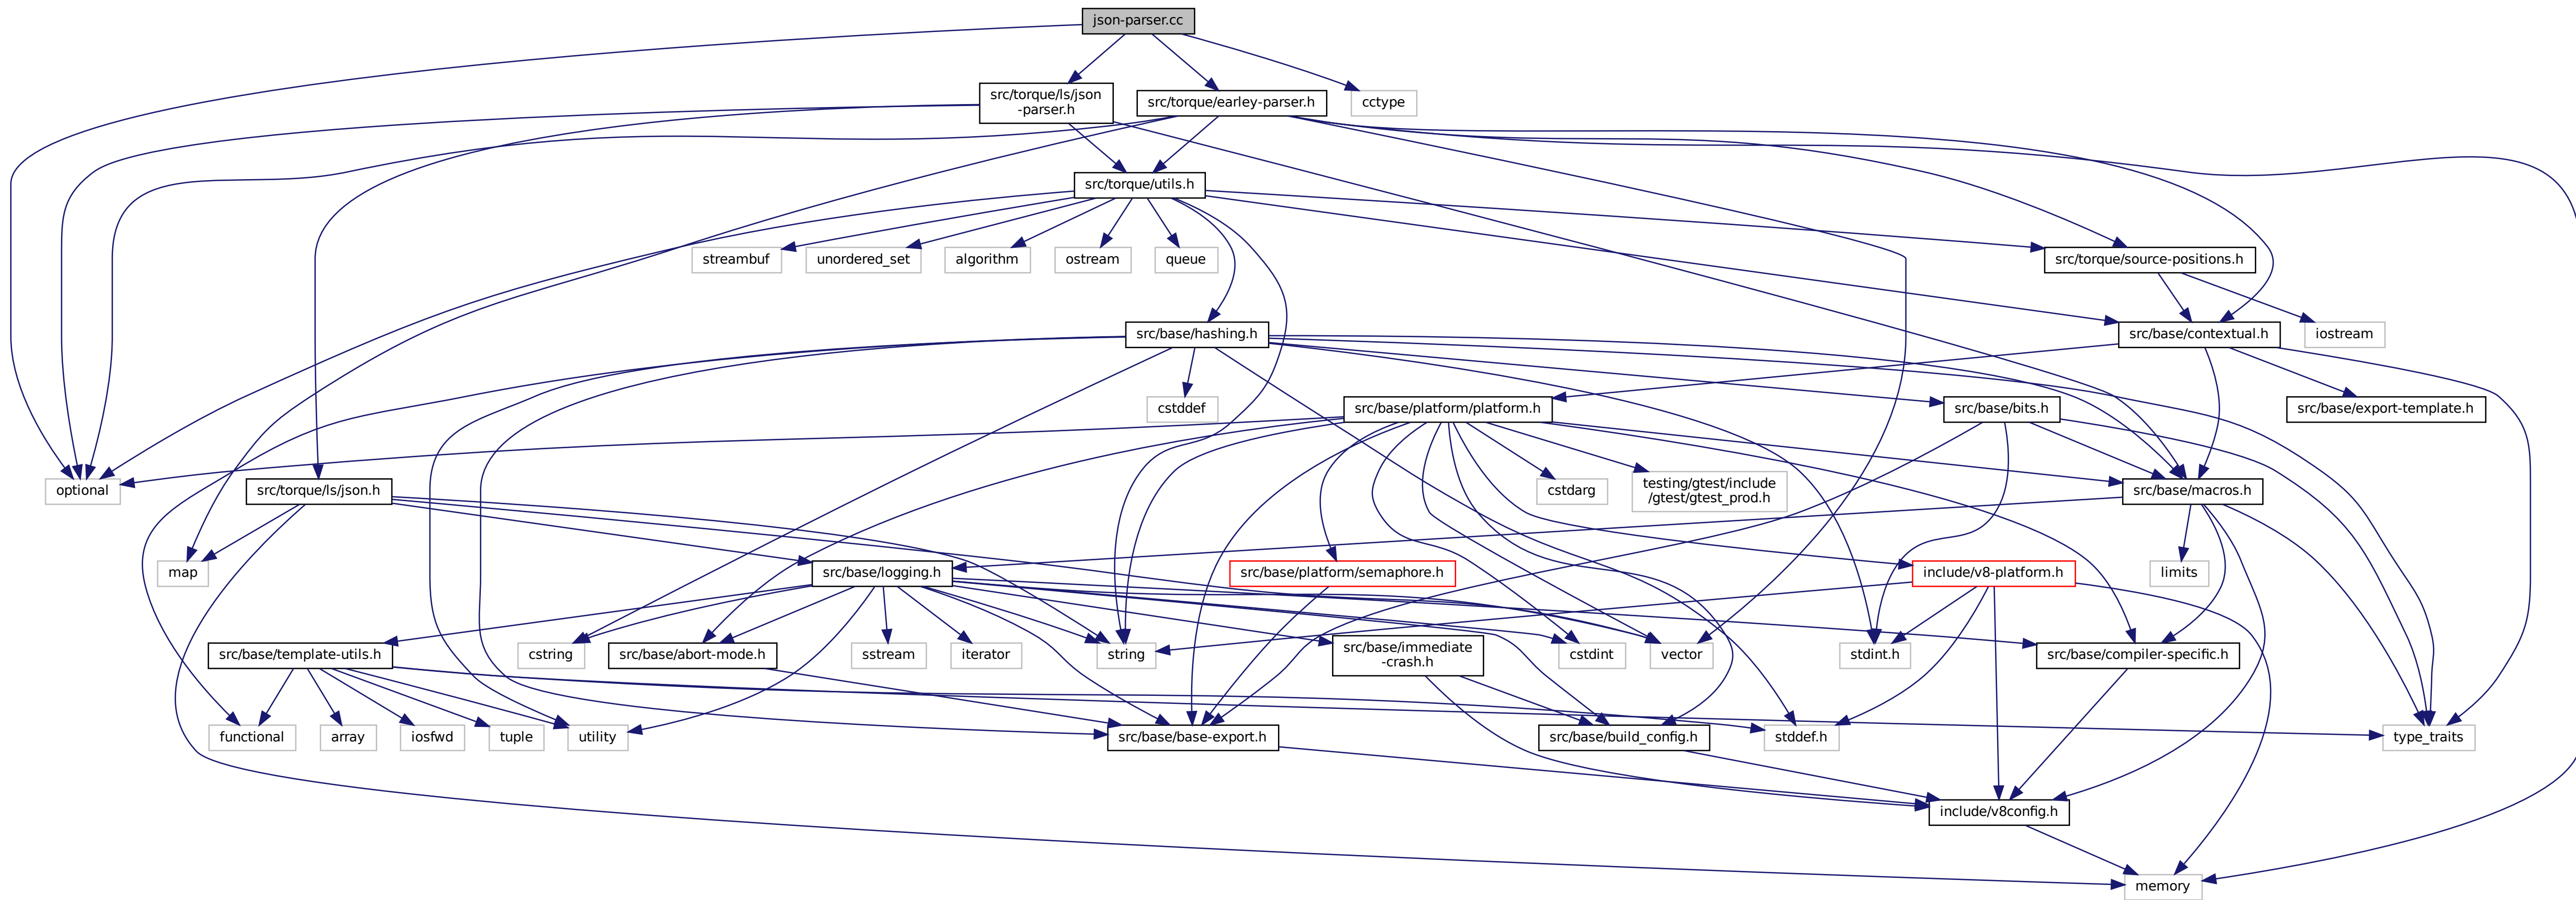 json-parser.cc
src/torque/ls/json
-parser.h
src/torque/earley-parser.h
cctype
src/torque/utils.h
streambuf
unordered_set
algorithm
ostream
queue
src/torque/source-positions.h
src/base/hashing.h
src/base/contextual.h
iostream
cstddef
src/base/platform/platform.h
src/base/bits.h
src/base/export-template.h
optional
src/torque/ls/json.h
cstdarg
testing/gtest/include
/gtest/gtest_prod.h
src/base/macros.h
map
src/base/logging.h
src/base/platform/semaphore.h
include/v8-platform.h
limits
src/base/template-utils.h
cstring
src/base/abort-mode.h
sstream
iterator
string
src/base/immediate
-crash.h
cstdint
vector
stdint.h
src/base/compiler-specific.h
functional
array
iosfwd
tuple
utility
src/base/base-export.h
src/base/build_config.h
stddef.h
type_traits
include/v8config.h
memory